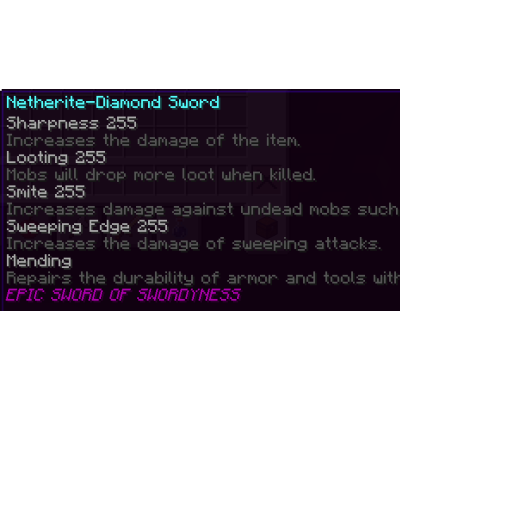 Netherite-Diamond Sword
Sharpness 255
Increases the damage of the item.
Looting 255
Mobs will drop more loot when killed.
Smite 255
Increases damage against undead mobs such
Sweeping Edge 255
Increases the damage of sweeping attacks.
Mending
Repairs the durability of armor and tools with
EPIC SWORD OF SWORDYNESS